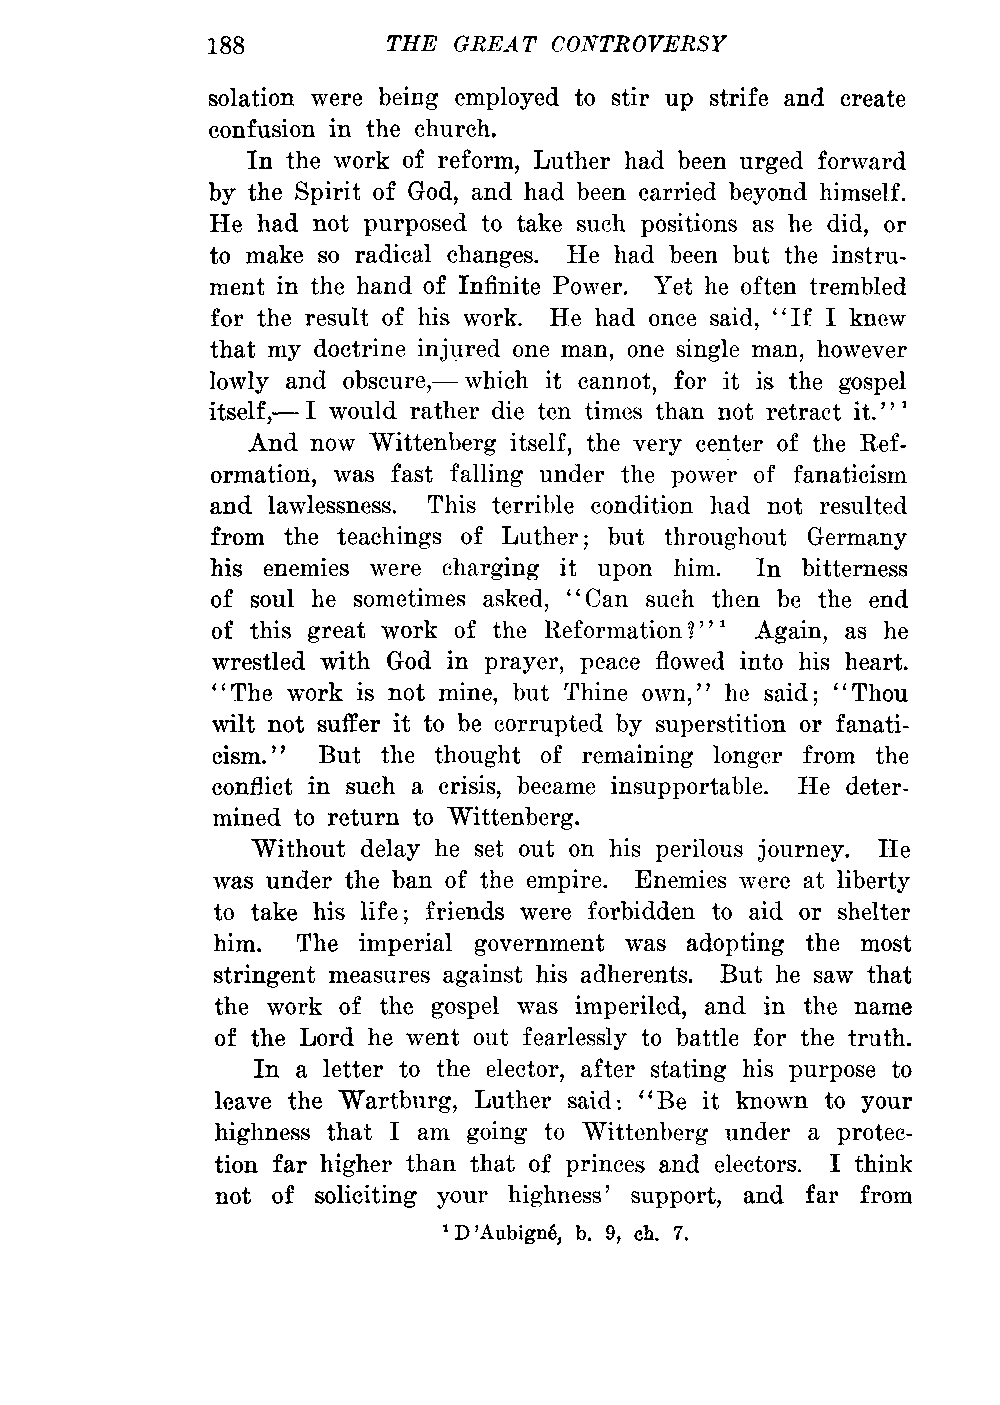 188 THE GREAT CONTROVERSY
solation were being employed to stir up strife and create
confusion in the church.
In the work of reform, Luther had been urged forward
by the Spirit of God, and had been carried beyond himself.
He had not purposed to take such positions as he did, or
to make so radical changes. He had been but the instru-
ment in the hand of Infinite Power. Yet he often trembled
for the result of his work. He had once said, “If I knew
that my doctrine injured one man, one single man, however
lowly and obscure,— which it cannot, for it is the gospel
itself,— I would rather die ten times than not retract it.” ¹
And now Wittenberg itself, the very center of the Ref-
ormation, was fast falling under the power of fanaticism
and lawlessness. This terrible condition had not resulted
from the teachings of Luther; but throughout Germany
his enemies were charging it upon him. In bitterness
of soul he sometimes asked, “Can such then be the end
of this great work of the Reformation?” ¹ Again, as he
wrestled with God in prayer, peace flowed into his heart.
“The work is not mine, but Thine own,” he said; “Thou
wilt not suffer it to be corrupted by superstition or fanati-
cism.” But the thought of remaining longer from the
conflict in such a crisis, became insupportable. He deter-
mined to return to Wittenberg.
Without delay he set out on his perilous journey. He
was under the ban of the empire. Enemies were at liberty
to take his life; friends were forbidden to aid or shelter
him. The imperial government was adopting the most
stringent measures against his adherents. But he saw that
the work of the gospel was imperiled, and in the name
of the Lord he went out fearlessly to battle for the truth.
In a letter to the elector, after stating his purpose to
leave the Wartburg, Luther said: “Be it known to your
highness that I am going to Wittenberg under a protec-
tion far higher than that of princes and electors. I think
not of soliciting your highness’ support, and far from
¹ D’Aubigné, b. 9, ch. 7.